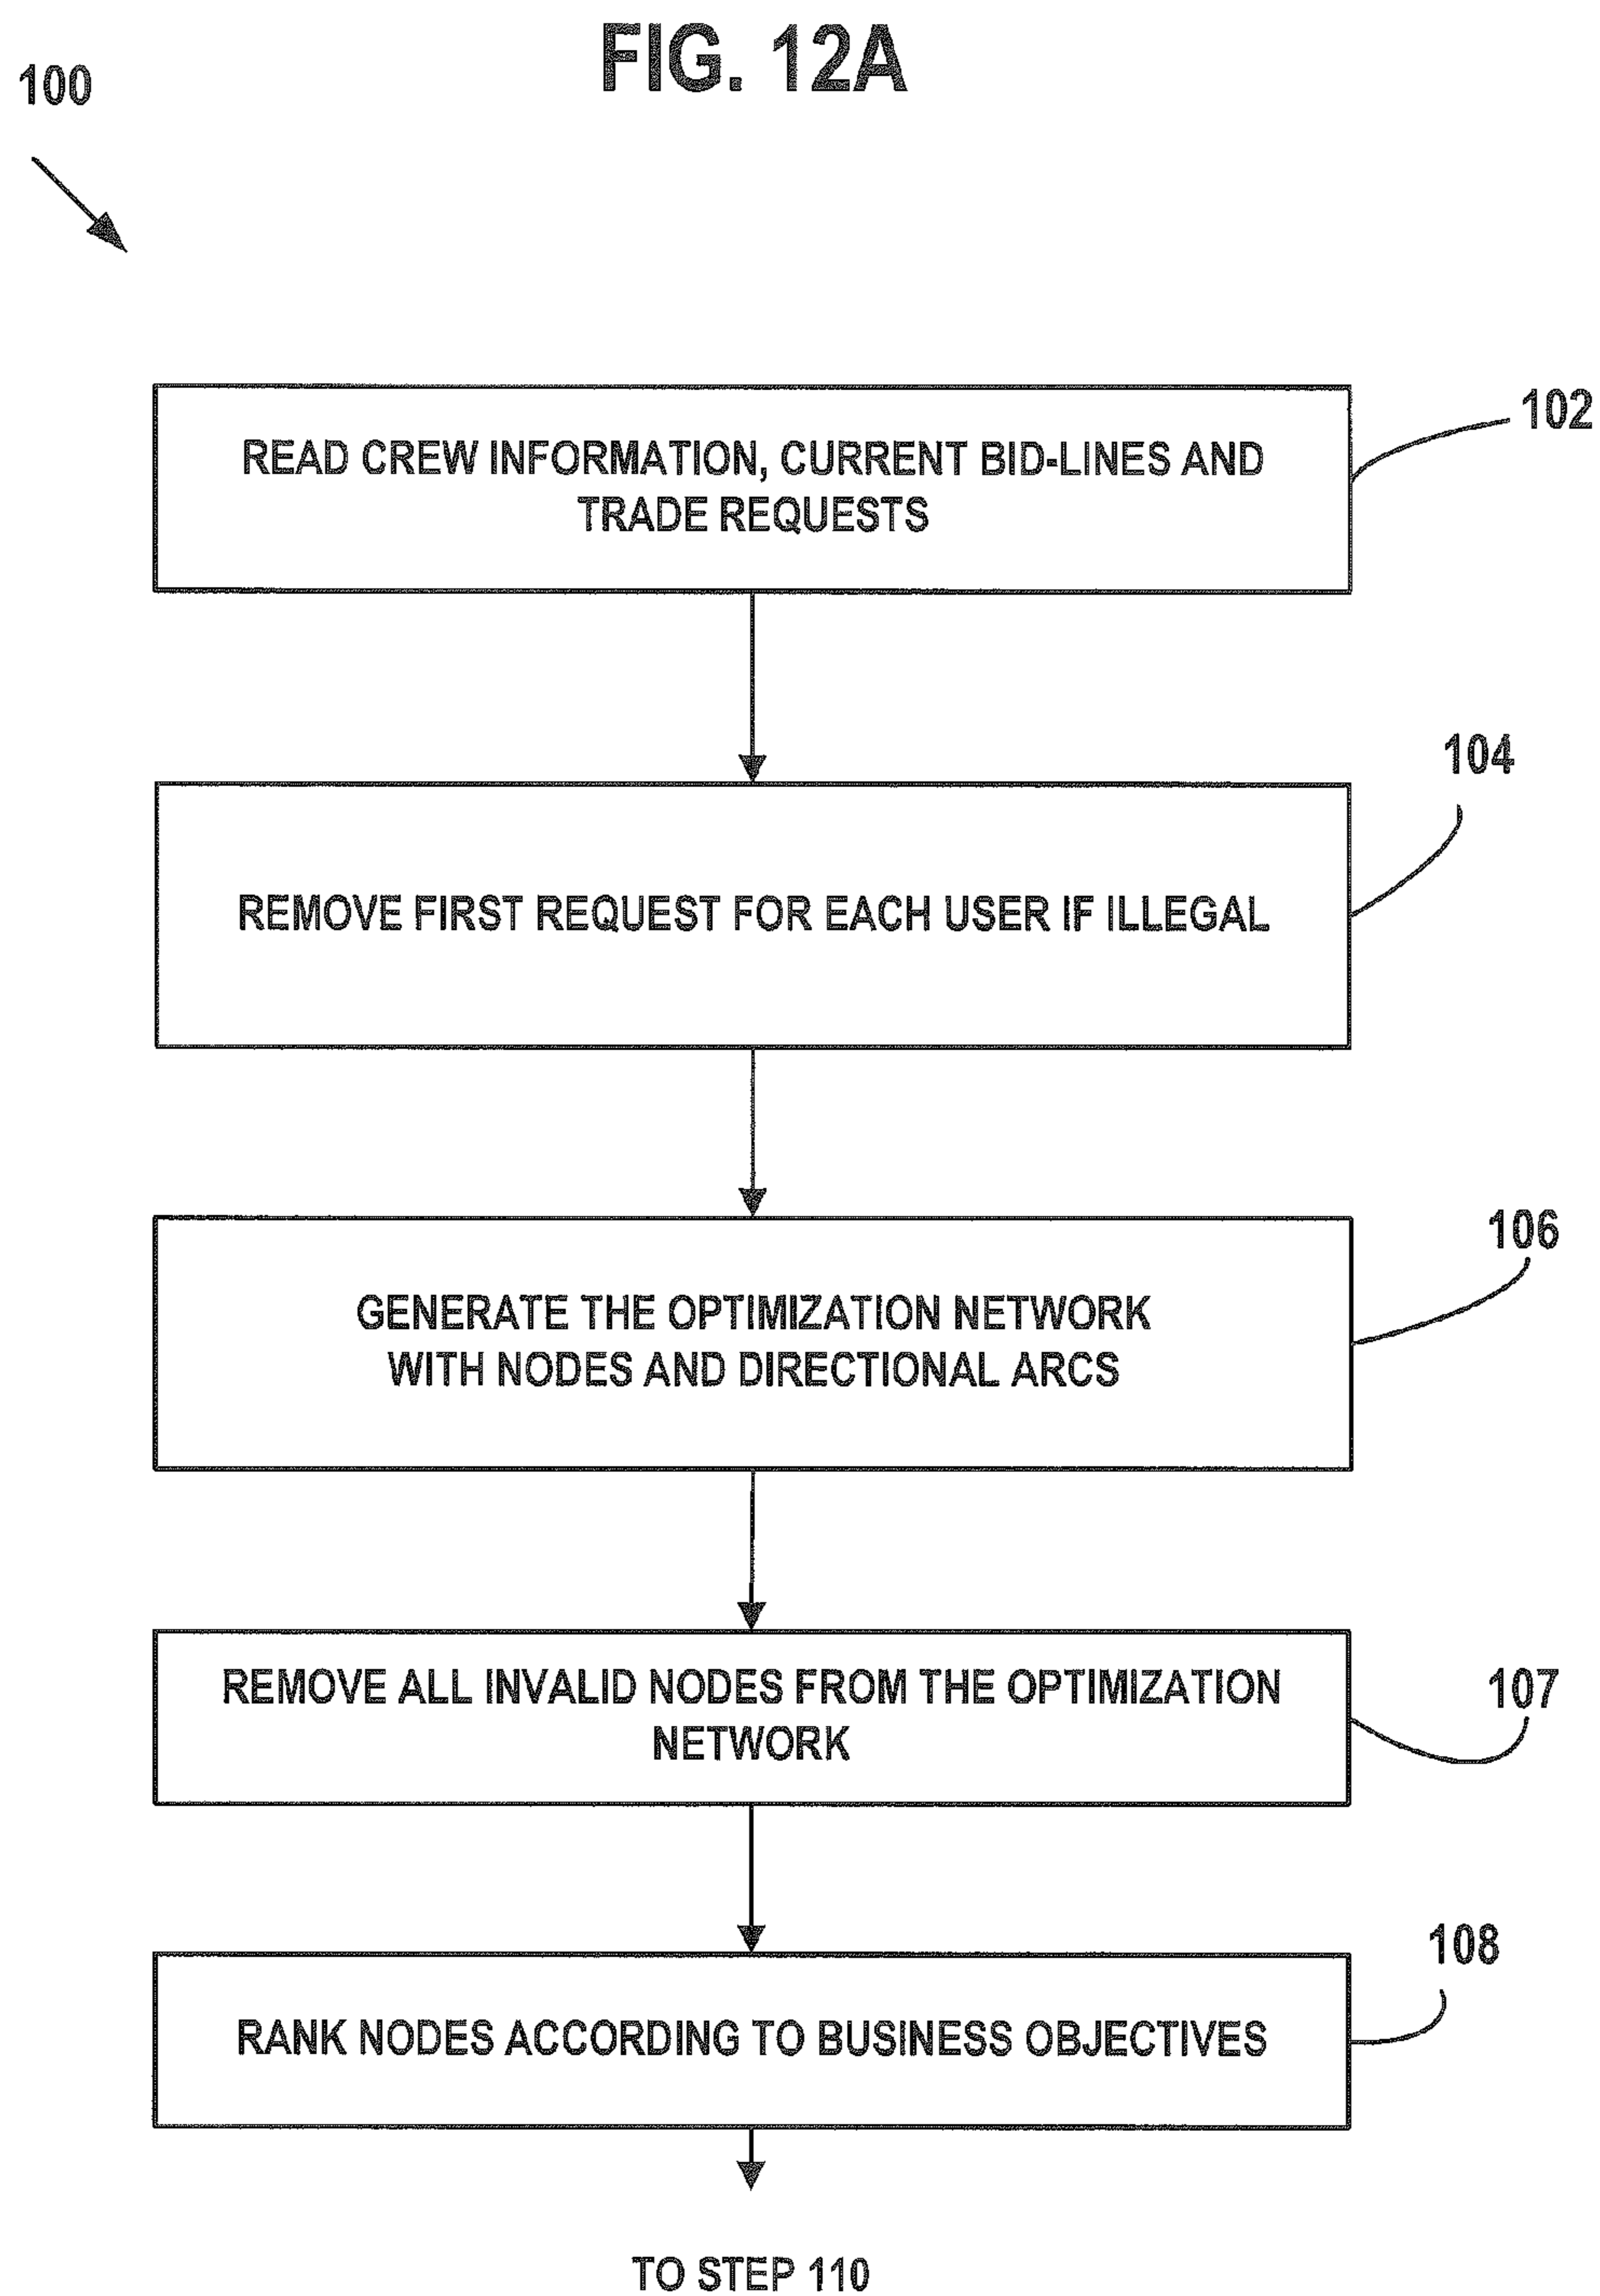 FIG. 12A
100
READ CREW INFORMATION, CURRENT BID-LINES AND
TRADE REQUESTS
102
REMOVE FIRST REQUEST FOR EACH USER IF ILLEGAL
104
GENERATE THE OPTIMIZATION NETWORK
WITH NODES AND DIRECTIONAL ARCS
106
REMOVE ALL INVALID NODES FROM THE OPTIMIZATION
NETWORK
107
RANK NODES ACCORDING TO BUSINESS OBJECTIVES
108
TO STEP 110